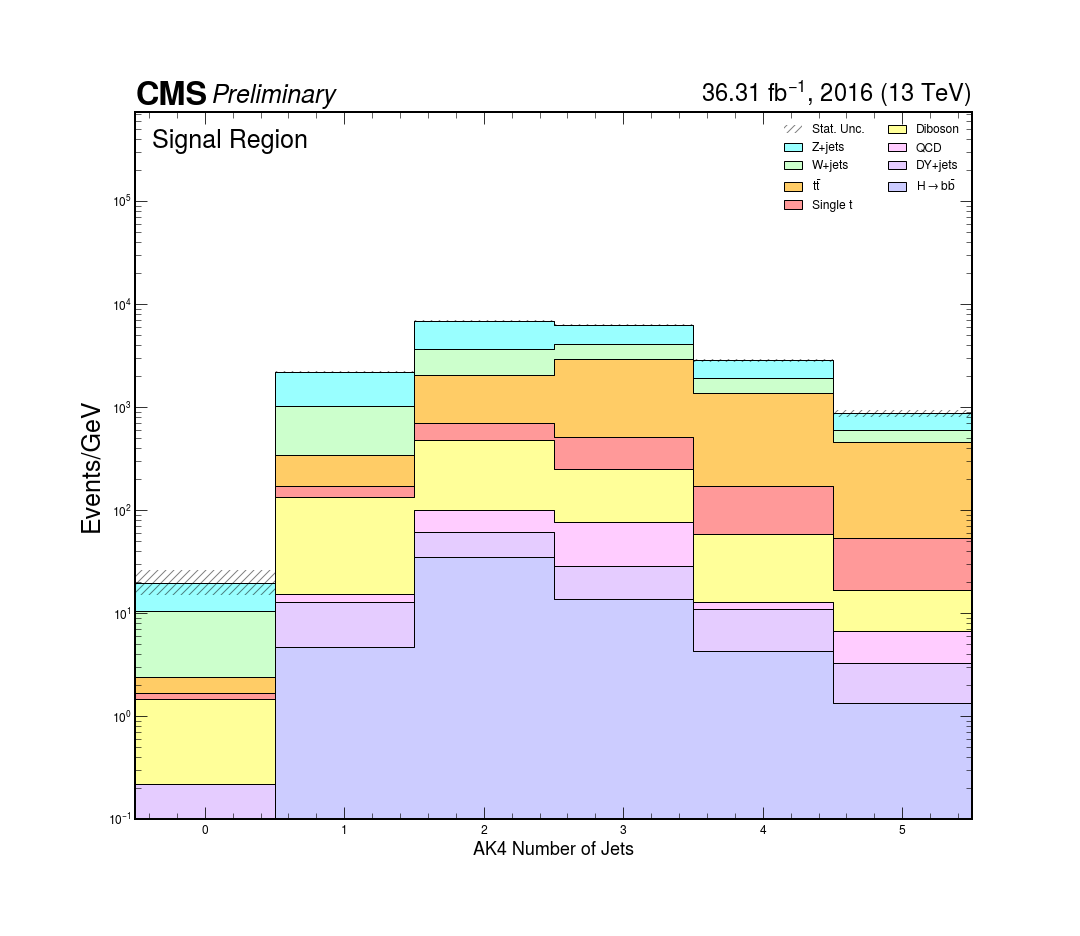 CMS Preliminary 36.31 fb⁻¹, 2016 (13 TeV)
Signal Region
Stat. Unc.
Z+jets
W+jets
tt̄
Single t
Diboson
QCD
DY+jets
H→bb̄
Events/GeV
10⁵
10⁴
10³
10²
10¹
10⁰
10⁻¹
0 1 2 3 4 5
AK4 Number of Jets